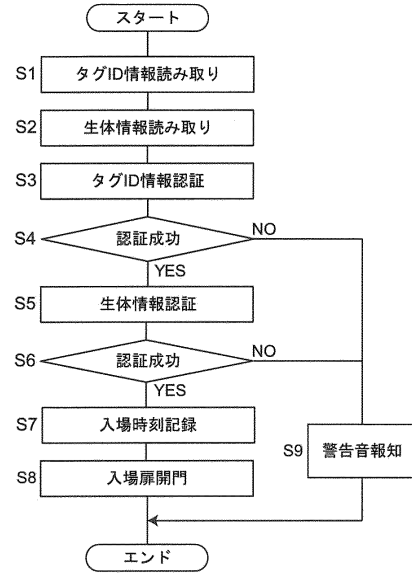 スタート
S1 タグID情報読み取り
S2 生体情報読み取り
S3 タグID情報認証
S4 認証成功 NO
YES
S5 生体情報認証
S6 認証成功 NO
YES
S7 入場時刻記録
S9 警告音報知
S8 入場扉開門
エンド